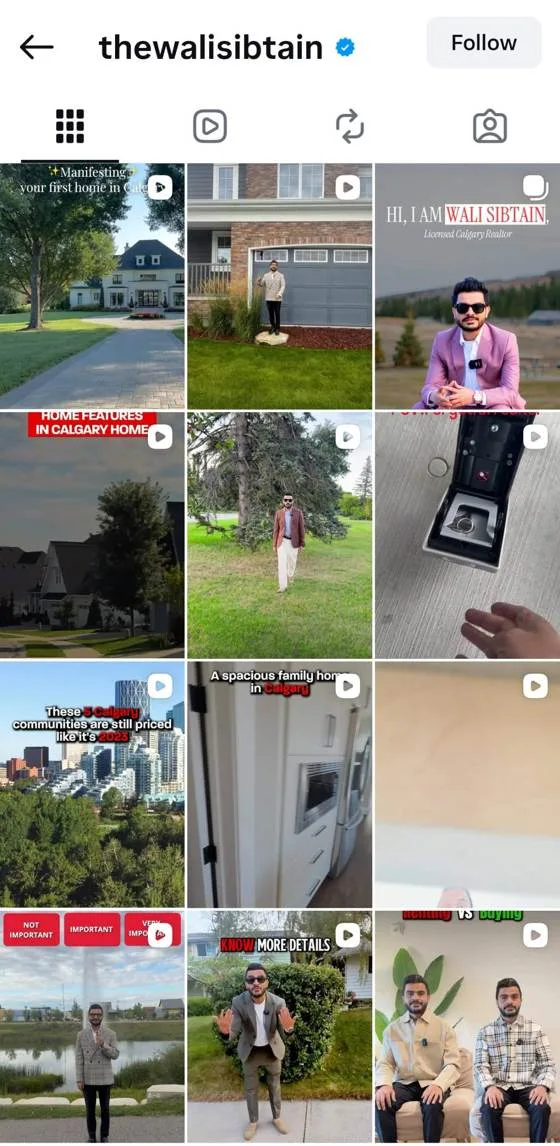 thewalisibtain
Follow
✨Manifesting✨
your first home in Calgary
HI, I AM WALI SIBTAIN,
Licensed Calgary Realtor
HOME FEATURES
IN CALGARY HOME
These 5 Calgary
communities are still priced
like it's 2023
A spacious family home
in Calgary
NOT
IMPORTANT
IMPORTANT
VERY
KNOW MORE DETAILS
Renting VS Buying